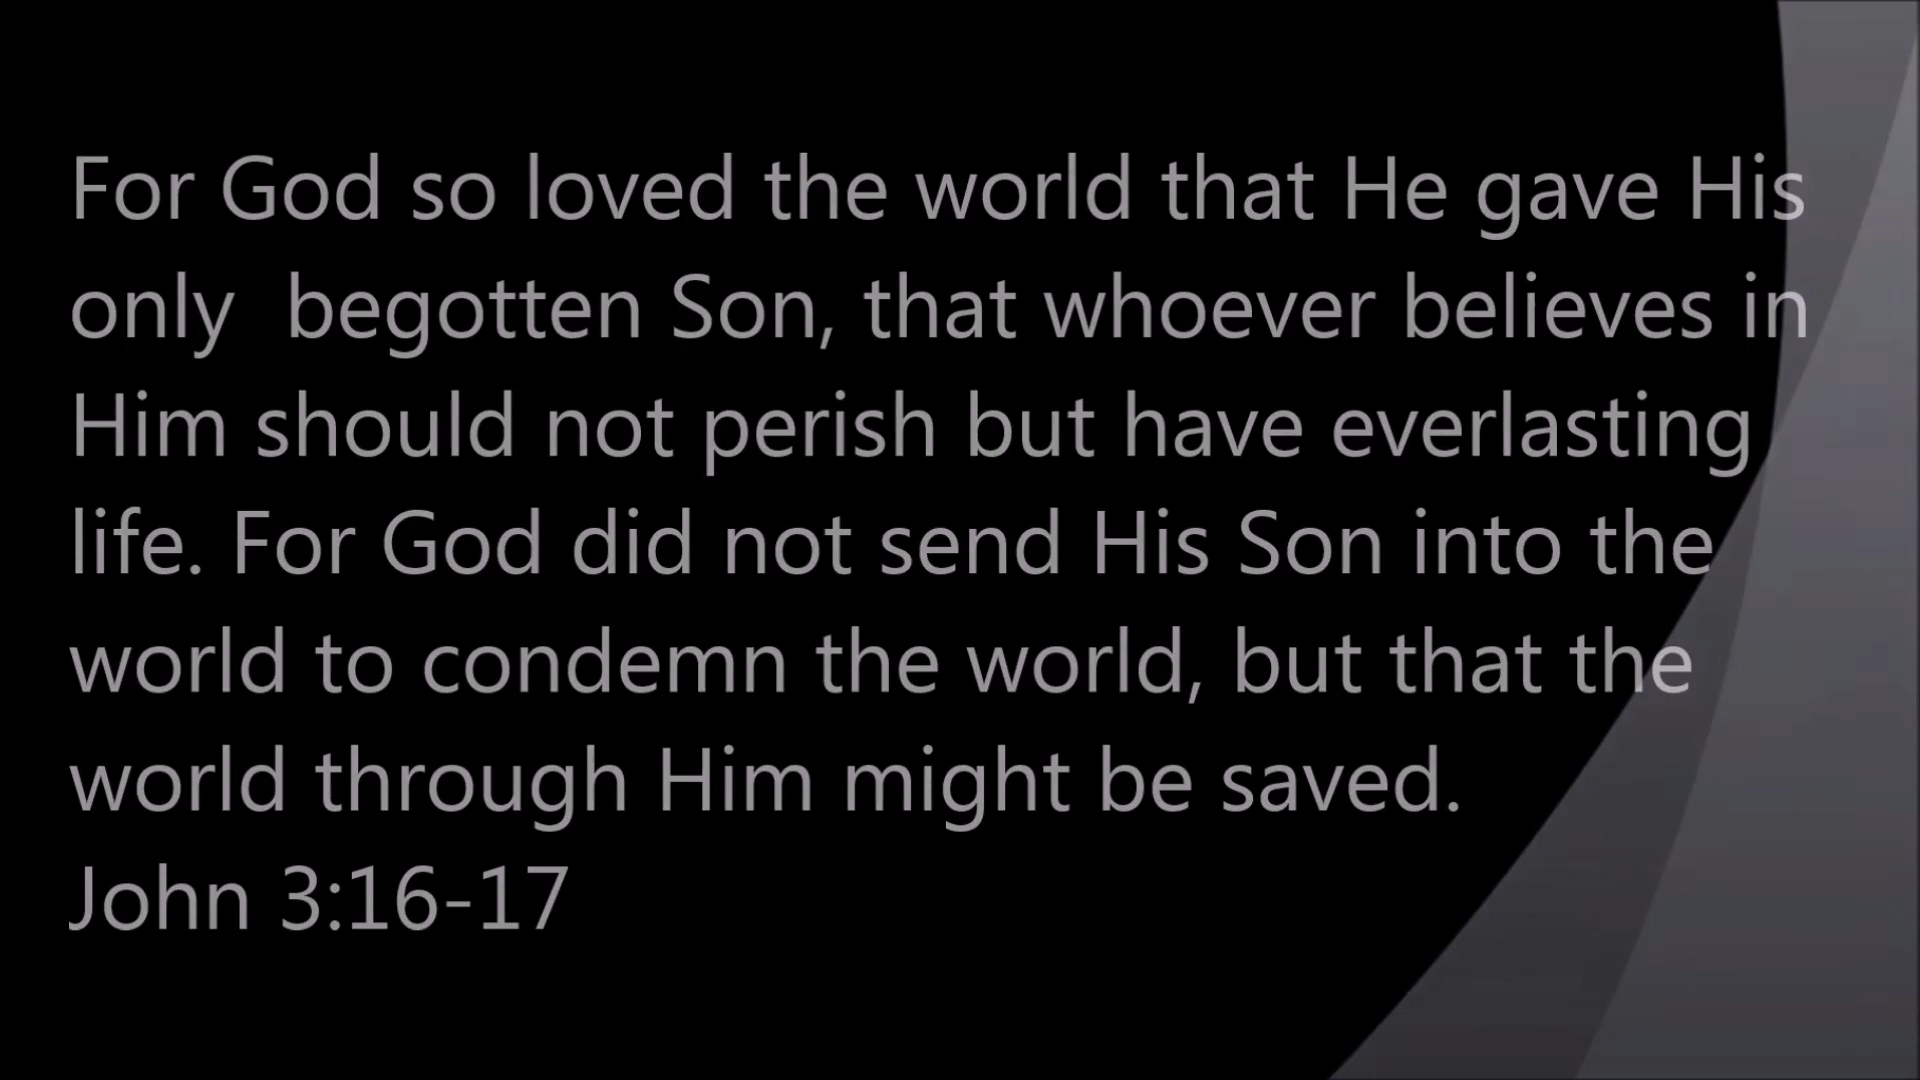 For God so loved the world that He gave His
only  begotten Son, that whoever believes in
Him should not perish but have everlasting
life. For God did not send His Son into the
world to condemn the world, but that the
world through Him might be saved.
John 3:16-17